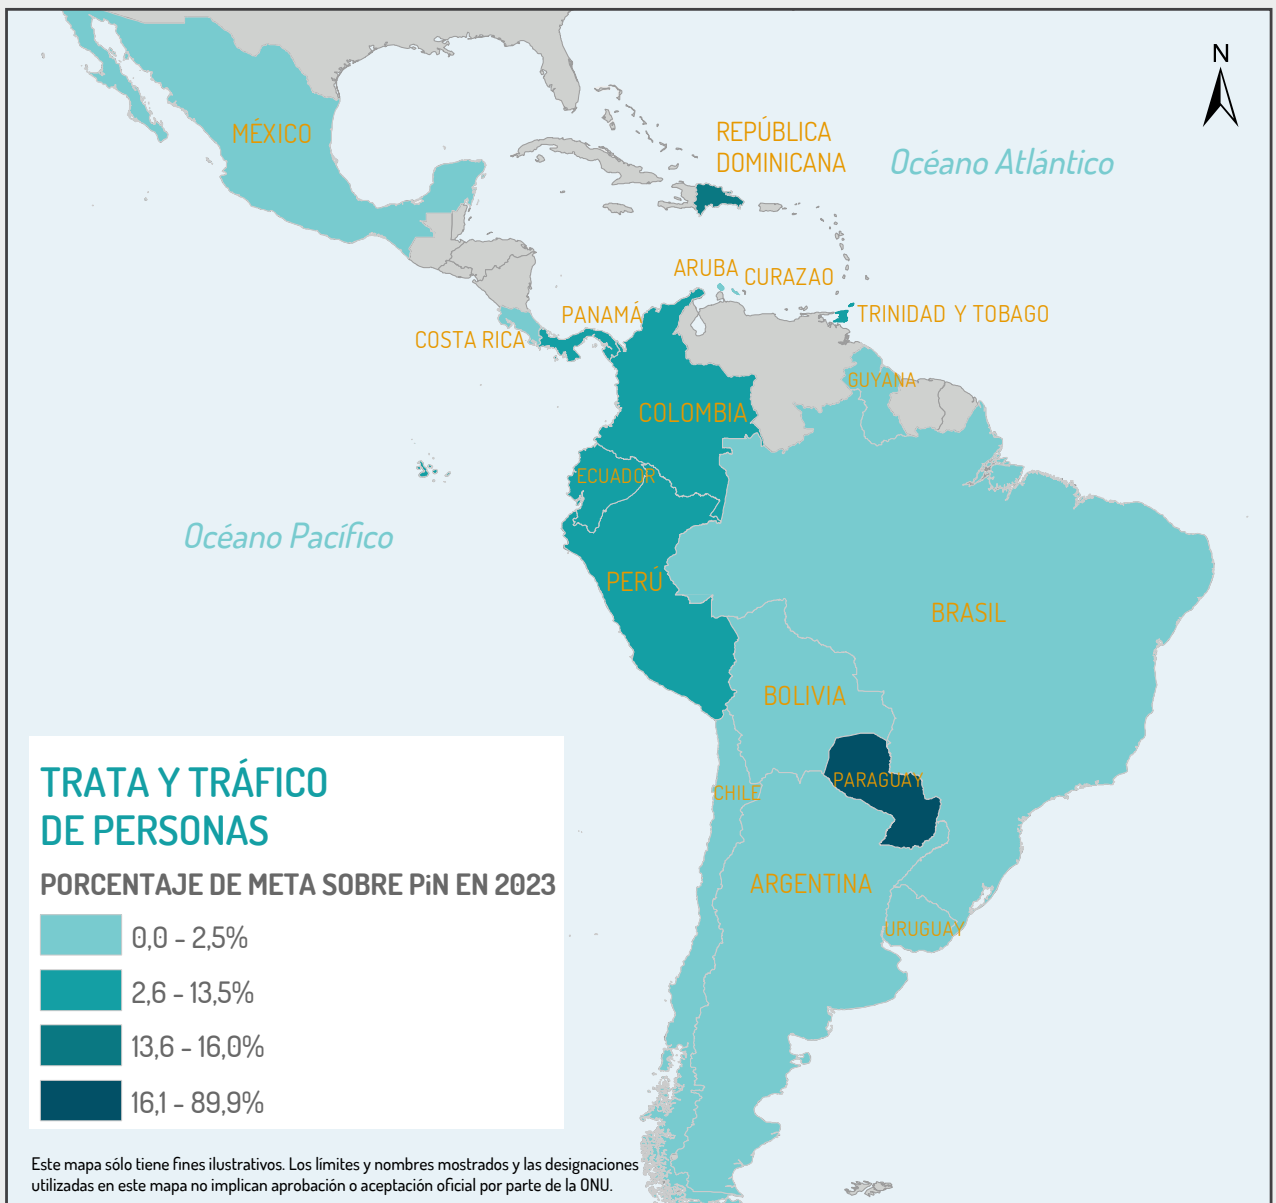 N
MÉXICO
REPÚBLICA
DOMINICANA
Océano Atlántico
ARUBA
CURAZAO
PANAMÁ
TRINIDAD Y TOBAGO
COSTA RICA
GUYANA
COLOMBIA
ECUADOR
Océano Pacífico
PERÚ
BRASIL
BOLIVIA
PARAGUAY
CHILE
ARGENTINA
URUGUAY
TRATA Y TRÁFICO
DE PERSONAS
PORCENTAJE DE META SOBRE PiN EN 2023
0,0 - 2,5%
2,6 - 13,5%
13,6 - 16,0%
16,1 - 89,9%
Este mapa sólo tiene fines ilustrativos. Los límites y nombres mostrados y las designaciones
utilizadas en este mapa no implican aprobación o aceptación oficial por parte de la ONU.